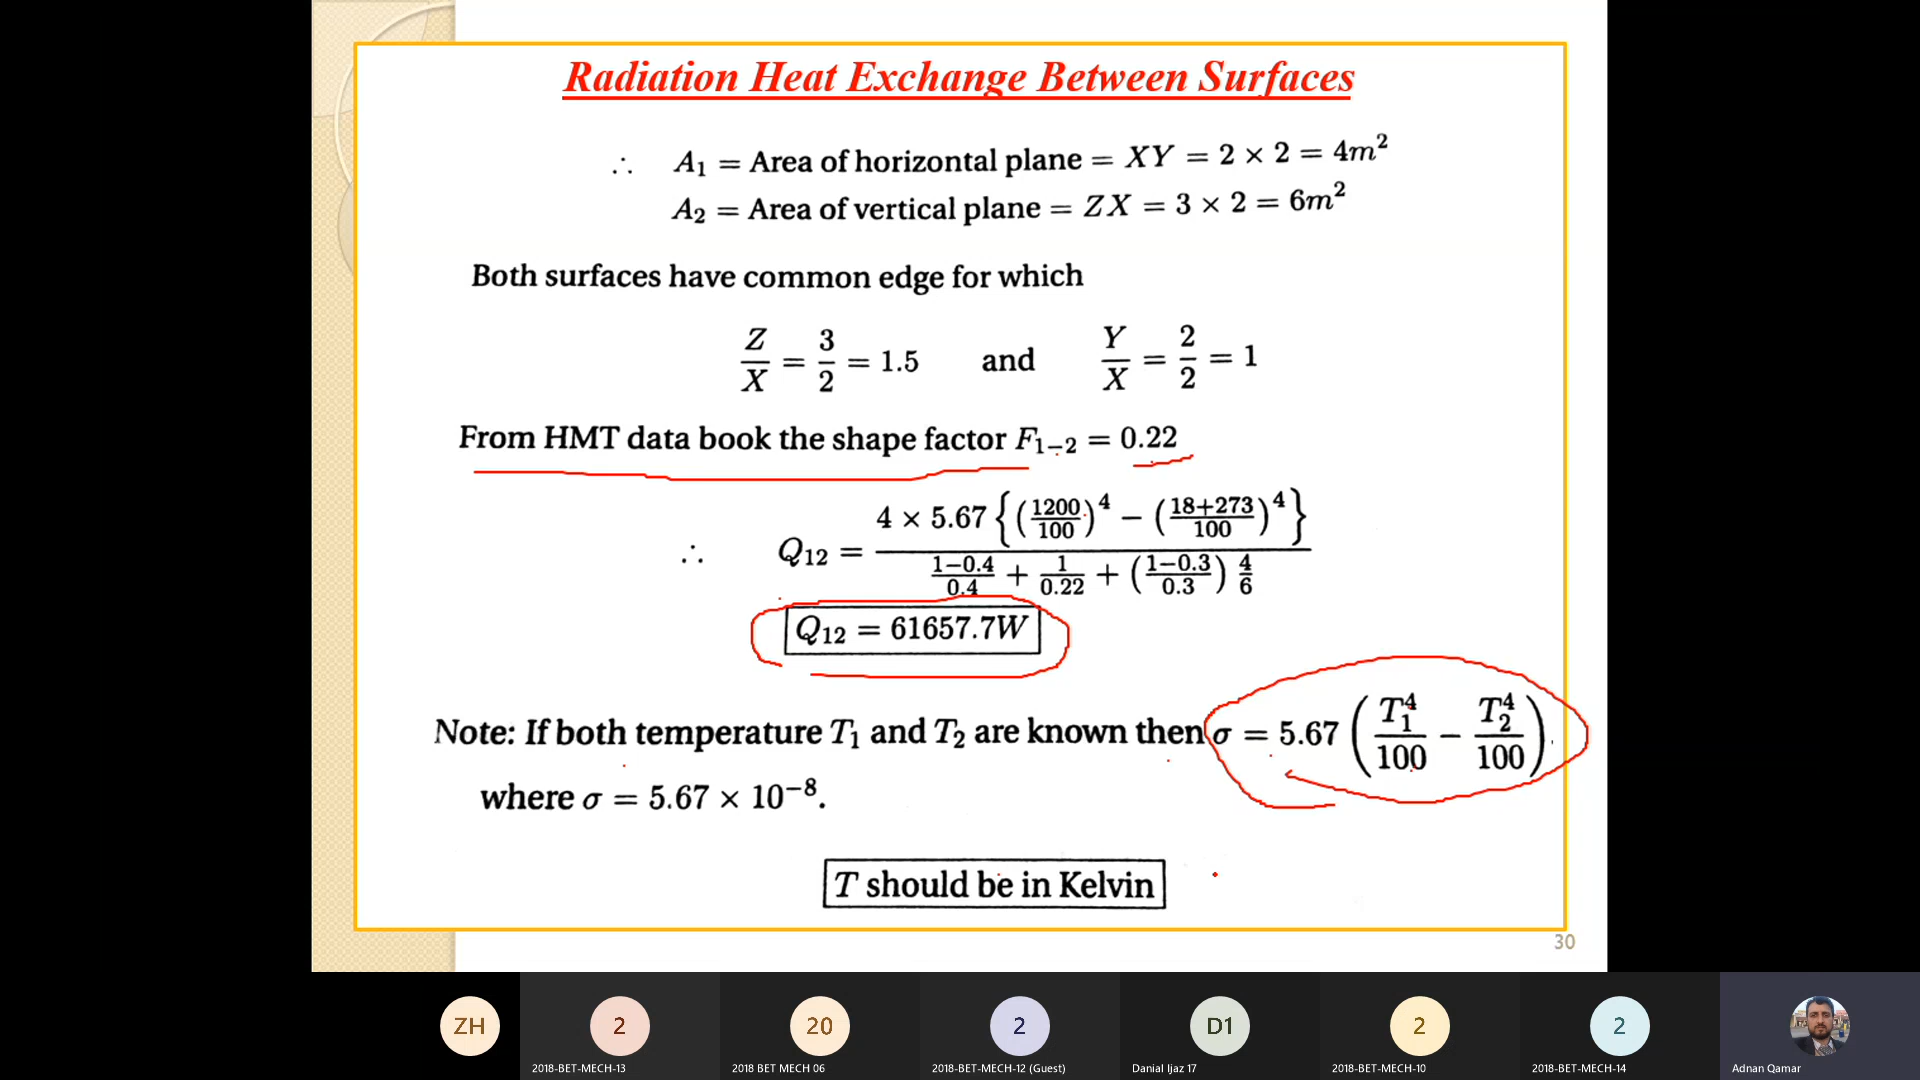 Radiation Heat Exchange Between Surfaces
∴ A₁ = Area of horizontal plane = XY = 2 × 2 = 4m²
A₂ = Area of vertical plane = ZX = 3 × 2 = 6m²
Both surfaces have common edge for which
Z/X = 3/2 = 1.5 and Y/X = 2/2 = 1
From HMT data book the shape factor F₁₋₂ = 0.22
∴ Q₁₂ = 4 × 5.67 {(1200/100)⁴ − (18+273/100)⁴} / 1−0.4/0.4 + 1/0.22 + (1−0.3/0.3) 4/6
Q₁₂ = 61657.7W
Note: If both temperature T₁ and T₂ are known then σ = 5.67 (T₁⁴/100 − T₂⁴/100)
where σ = 5.67 × 10⁻⁸.
T should be in Kelvin
30
ZH
2
20
2
D1
2
2
2018-BET-MECH-13
2018 BET MECH 06
2018-BET-MECH-12 (Guest)
Danial Ijaz 17
2018-BET-MECH-10
2018-BET-MECH-14
Adnan Qamar